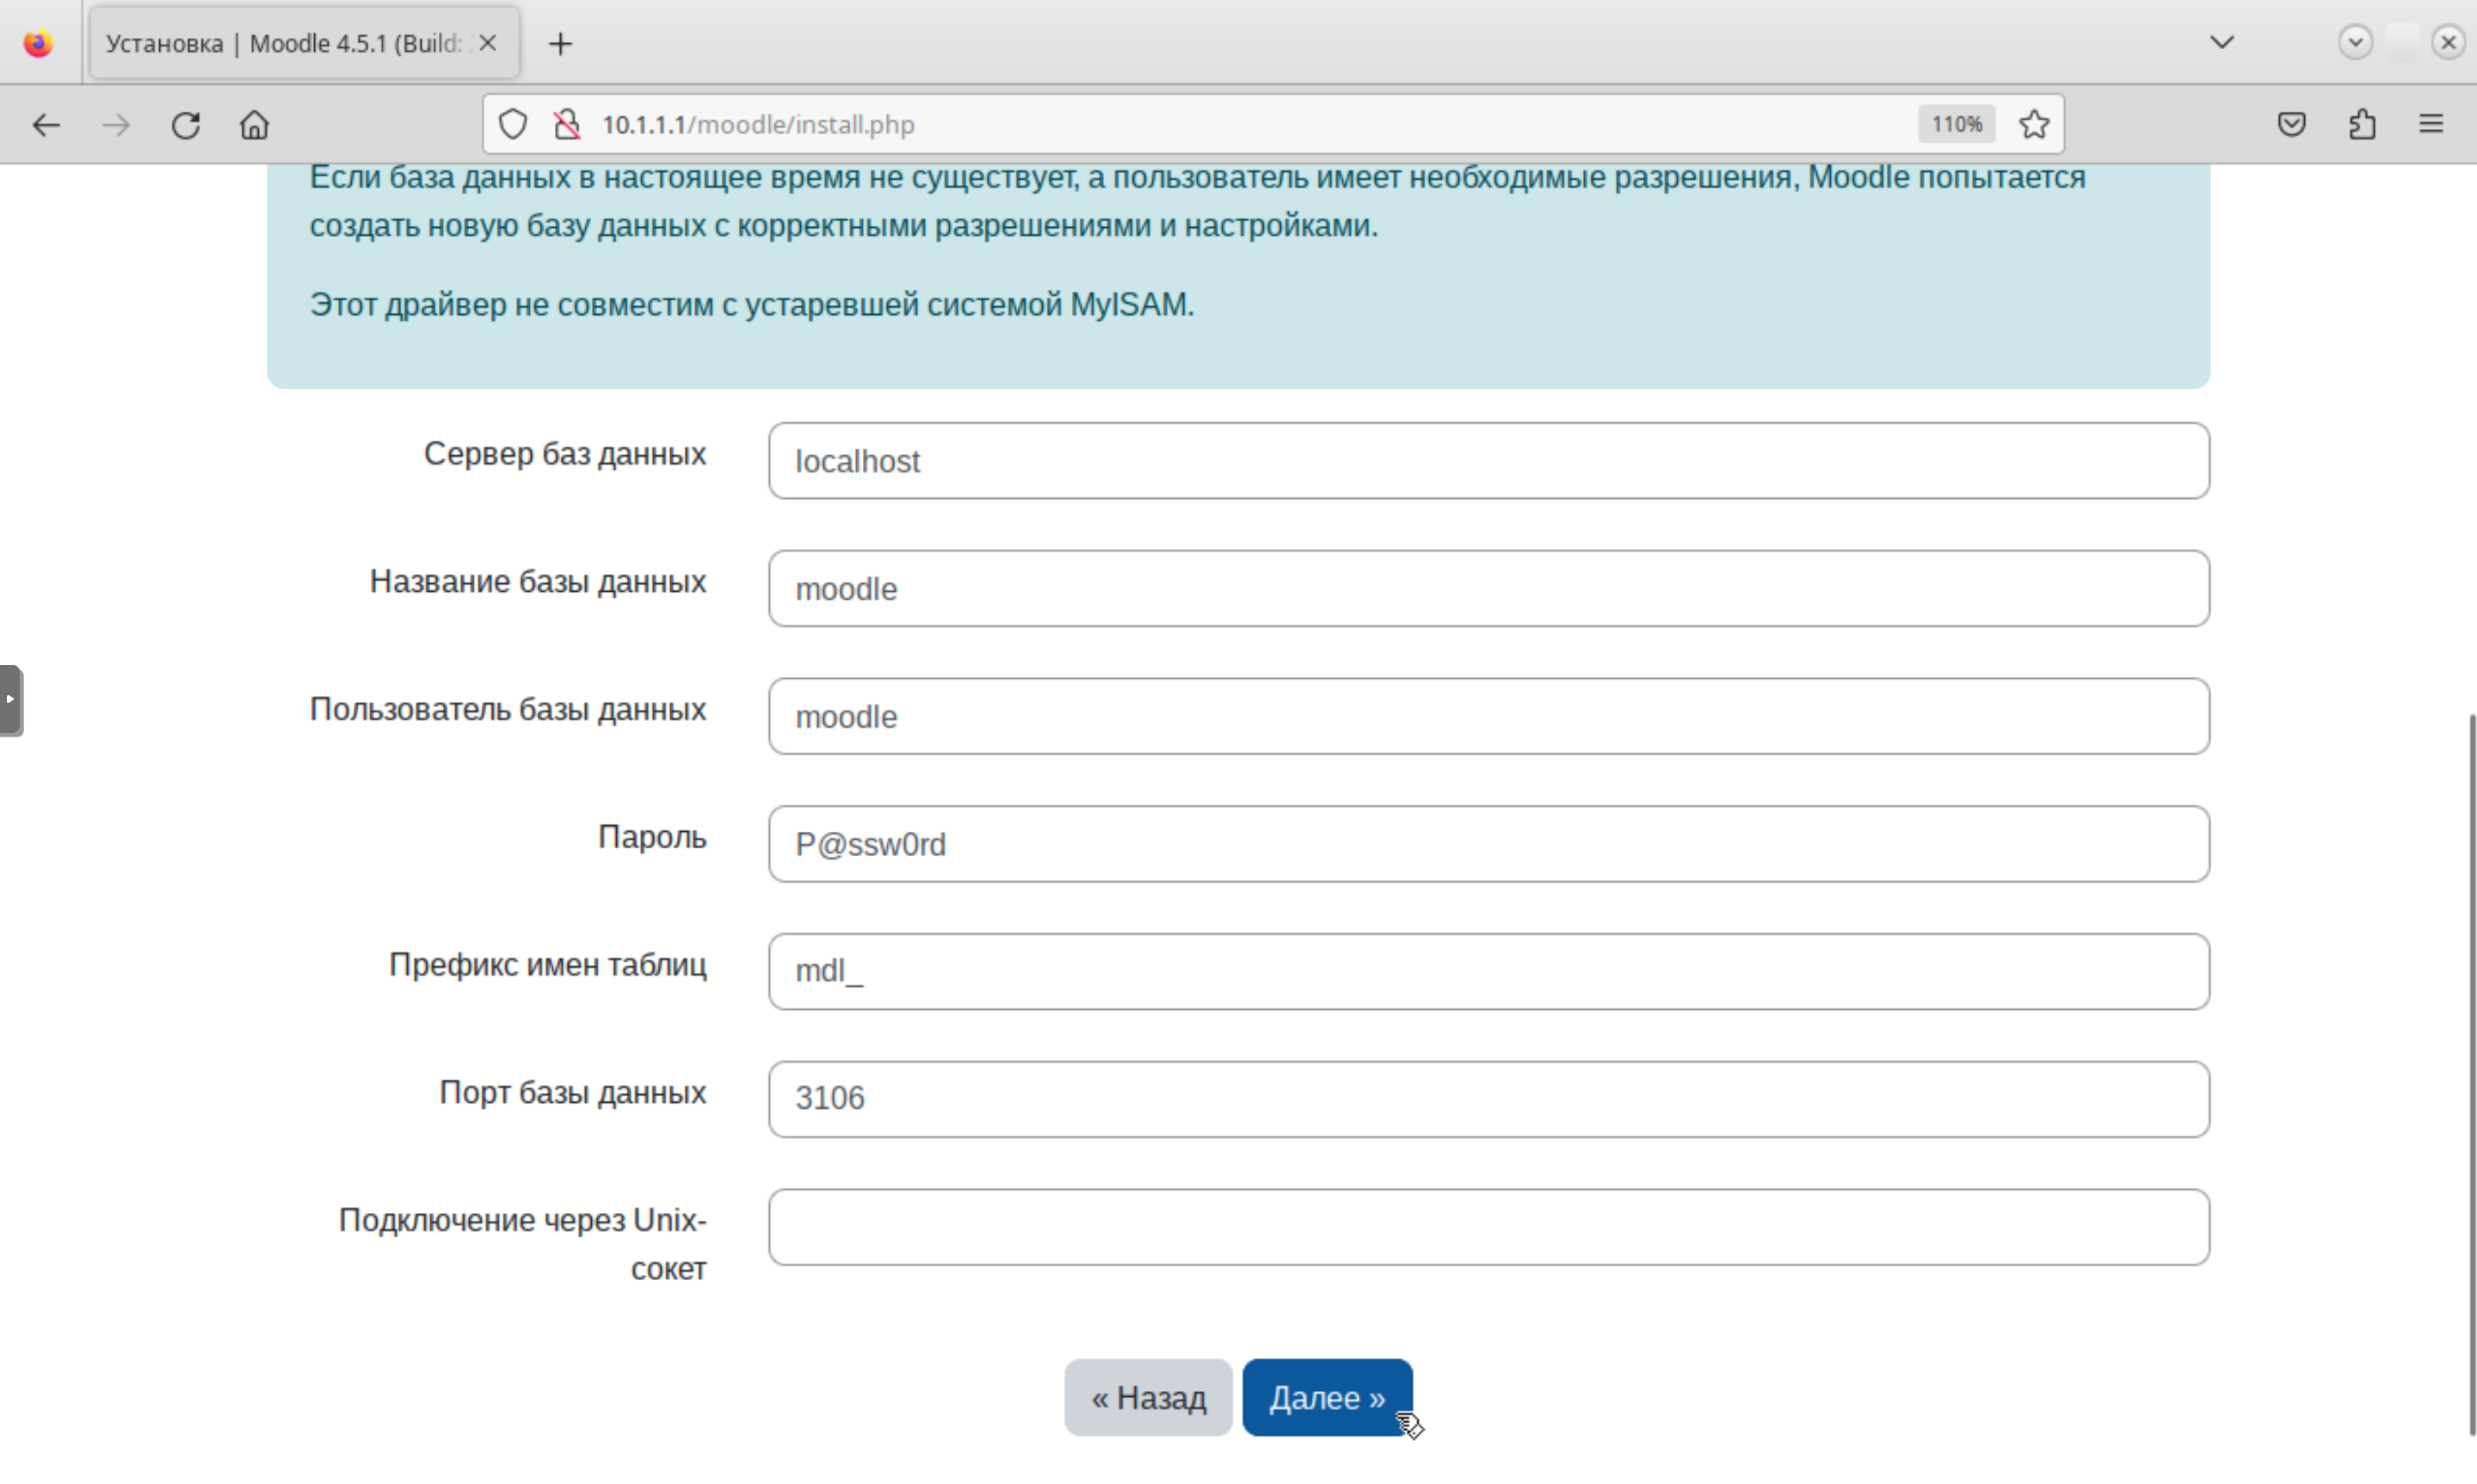 Установка | Moodle 4.5.1 (Build:
10.1.1.1/moodle/install.php
110%
Если база данных в настоящее время не существует, а пользователь имеет необходимые разрешения, Moodle попытается
создать новую базу данных с корректными разрешениями и настройками.
Этот драйвер не совместим с устаревшей системой MyISAM.
Сервер баз данных
localhost
Название базы данных
moodle
Пользователь базы данных
moodle
Пароль
P@ssw0rd
Префикс имен таблиц
mdl_
Порт базы данных
3106
Подключение через Unix-
сокет
« Назад
Далее »